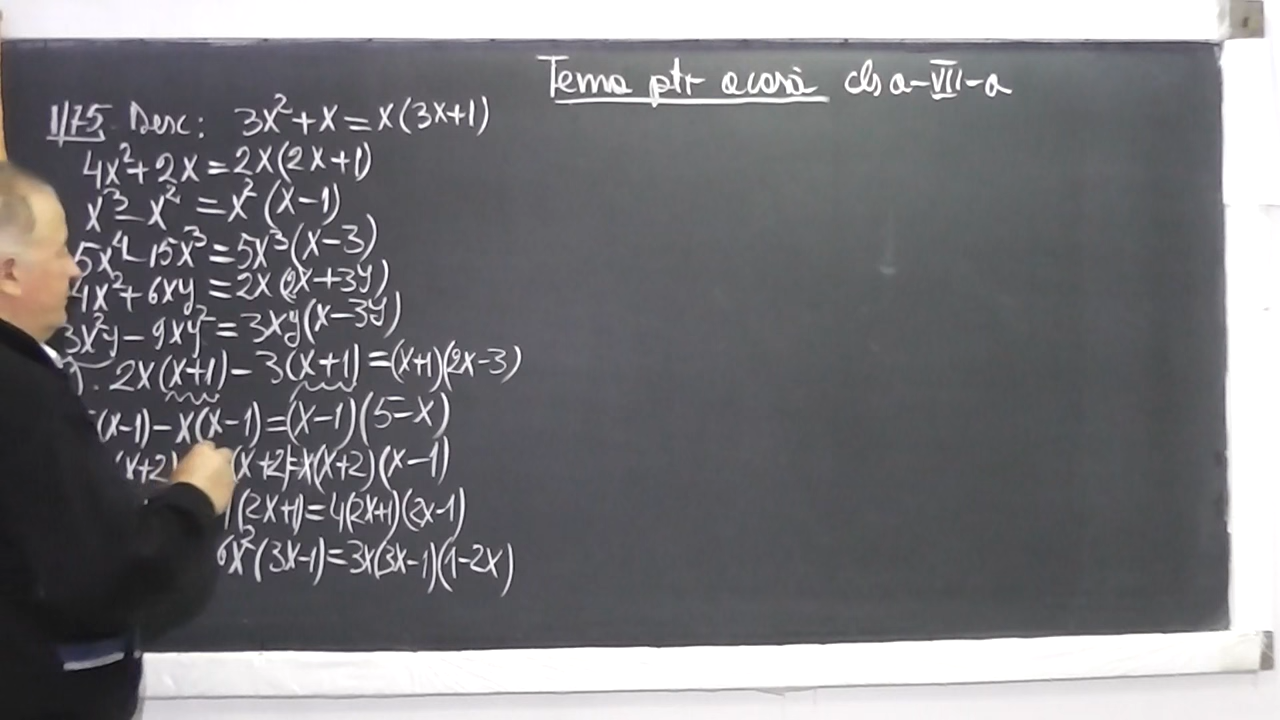 Tema ptr acasă cls a-VII-a
1/75. Desc: 3x²+x=x(3x+1)
4x²+2x=2x(2x+1)
x³-x²=x²(x-1)
5x⁴-15x³=5x³(x-3)
4x²+6xy=2x(2x+3y)
3x²y-9xy²=3xy(x-3y)
2x(x+1)-3(x+1)=(x+1)(2x-3)
(x-1)-x(x-1)=(x-1)(5-x)
(x+2) (x+2)=x(x+2)(x-1)
(2x+1)=4(2x+1)(2x-1)
6x²(3x-1)=3x(3x-1)(1-2x)